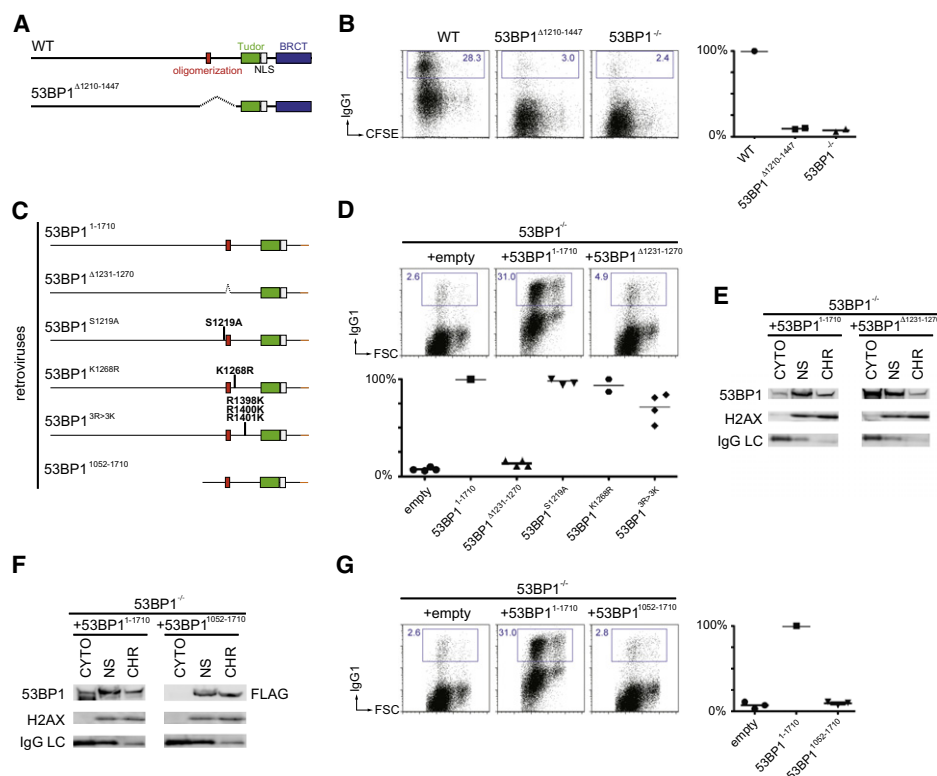 A
WT
Tudor
BRCT
oligomerization
NLS
53BP1Δ1210-1447
B
WT
53BP1Δ1210-1447
53BP1-/-
28.3
3.0
2.4
IgG1
CFSE
100%
0%
WT
53BP1Δ1210-1447
53BP1-/-
C
retroviruses
53BP11-1710
53BP1Δ1231-1270
53BP1S1219A
S1219A
53BP1K1268R
K1268R
R1398K
R1400K
R1401K
53BP13R>3K
53BP11052-1710
D
53BP1-/-
+empty
+53BP11-1710
+53BP1Δ1231-1270
2.6
31.0
4.9
IgG1
FSC
100%
0%
empty
53BP11-1710
53BP1Δ1231-1270
53BP1S1219A
53BP1K1268R
53BP13R>3K
E
53BP1-/-
+53BP11-1710
+53BP1Δ1231-1270
CYTO
NS
CHR
CYTO
NS
CHR
53BP1
H2AX
IgG LC
F
53BP1-/-
+53BP11-1710
+53BP11052-1710
CYTO
NS
CHR
CYTO
NS
CHR
53BP1
FLAG
H2AX
IgG LC
G
53BP1-/-
+empty
+53BP11-1710
+53BP11052-1710
2.6
31.0
2.8
IgG1
FSC
100%
0%
empty
53BP11-1710
53BP11052-1710